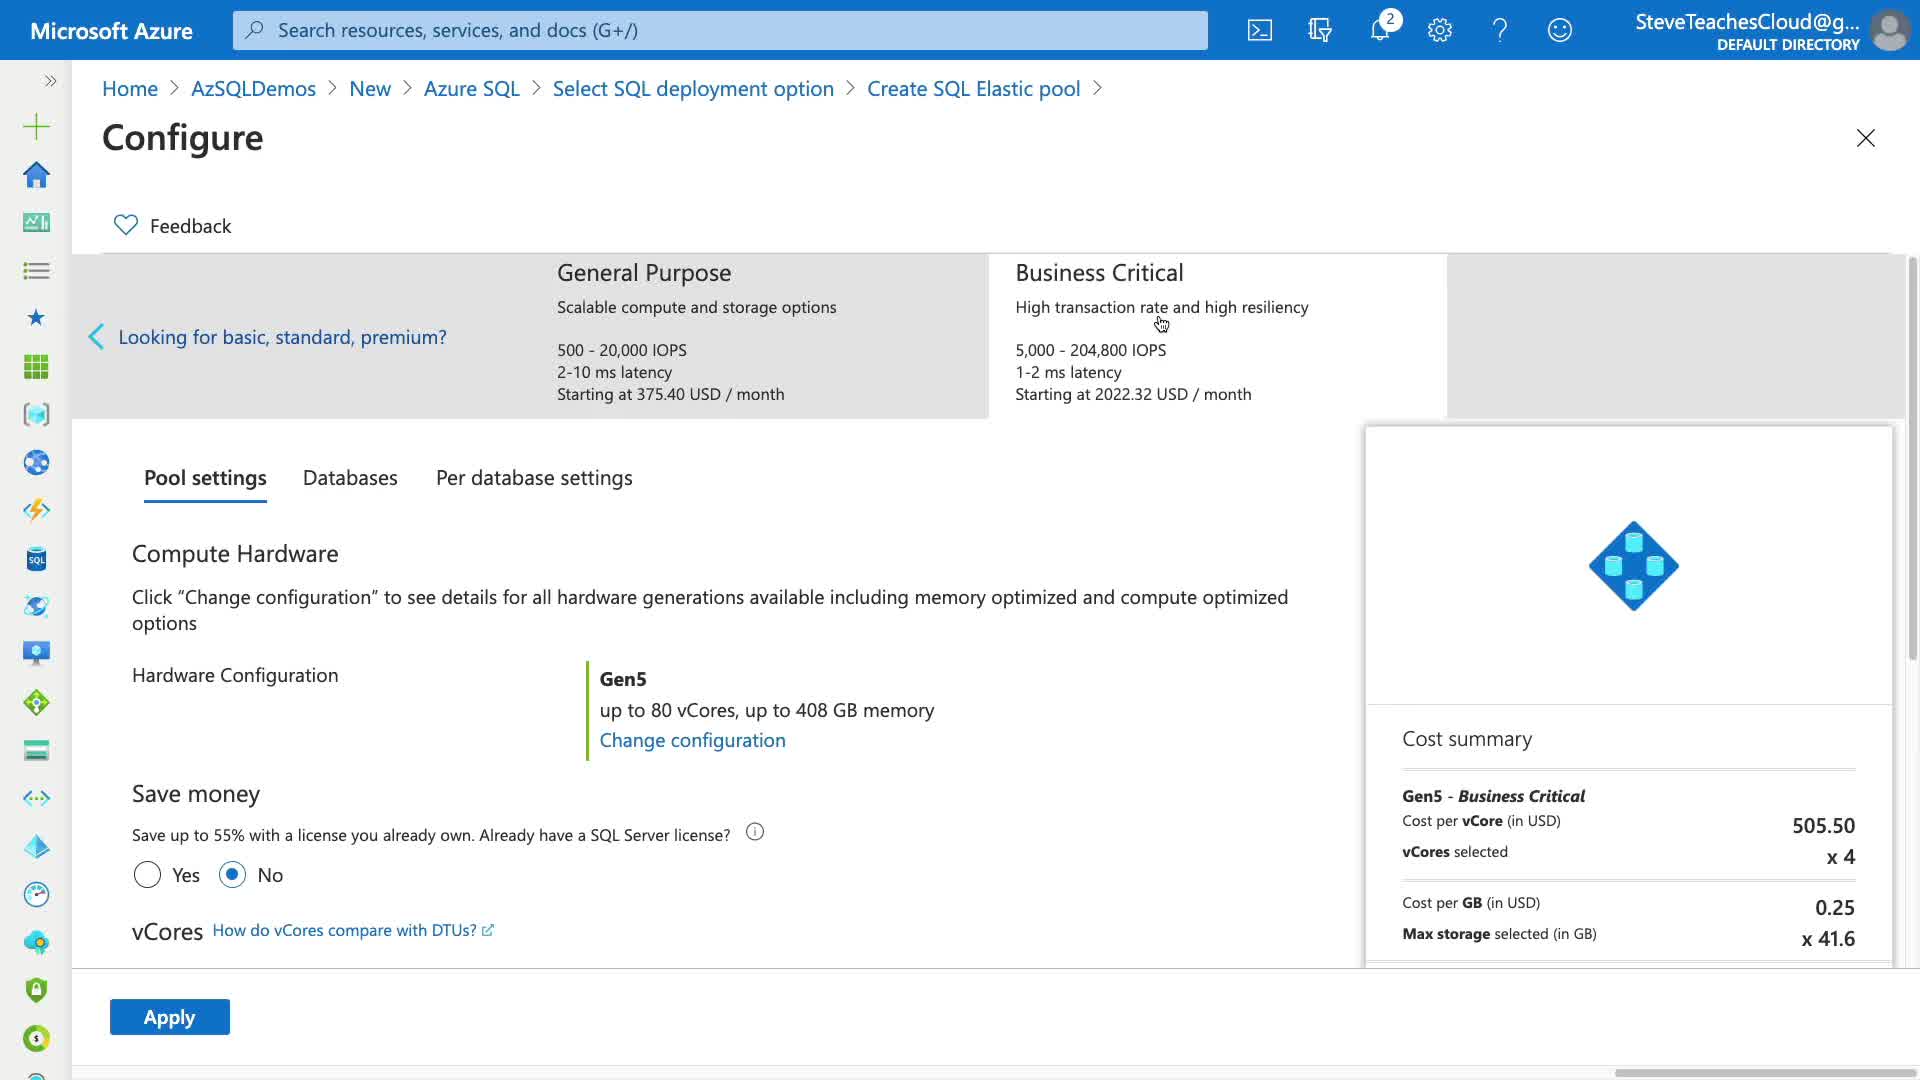 Microsoft Azure
Search resources, services, and docs (G+/)
2
SteveTeachesCloud@g...
DEFAULT DIRECTORY
Home > AzSQLDemos > New > Azure SQL > Select SQL deployment option > Create SQL Elastic pool >
Configure
Feedback
Looking for basic, standard, premium?
General Purpose
Scalable compute and storage options
500 - 20,000 IOPS
2-10 ms latency
Starting at 375.40 USD / month
Business Critical
High transaction rate and high resiliency
5,000 - 204,800 IOPS
1-2 ms latency
Starting at 2022.32 USD / month
Pool settings
Databases
Per database settings
Compute Hardware
Click “Change configuration” to see details for all hardware generations available including memory optimized and compute optimized
options
Hardware Configuration
Gen5
up to 80 vCores, up to 408 GB memory
Change configuration
Save money
Save up to 55% with a license you already own. Already have a SQL Server license?
Yes
No
vCores How do vCores compare with DTUs?
Apply
Cost summary
Gen5 - Business Critical
Cost per vCore (in USD) 505.50
vCores selected x 4
Cost per GB (in USD) 0.25
Max storage selected (in GB) x 41.6
SQL